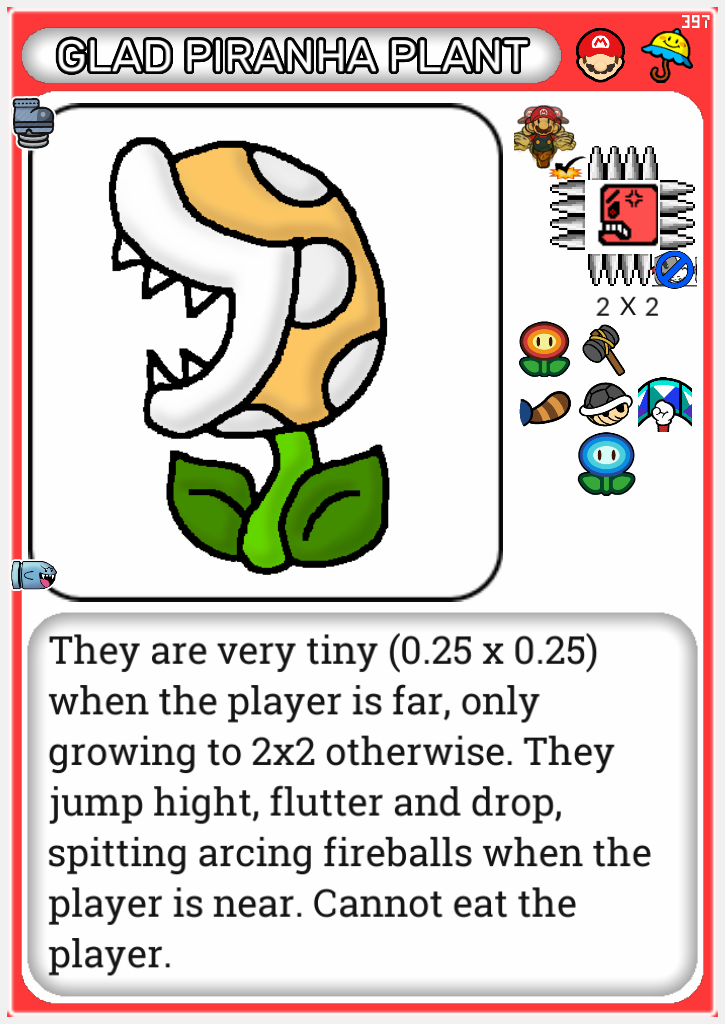 397
GLAD PIRANHA PLANT
2 X 2
They are very tiny (0.25 x 0.25)
when the player is far, only
growing to 2x2 otherwise. They
jump hight, flutter and drop,
spitting arcing fireballs when the
player is near. Cannot eat the
player.